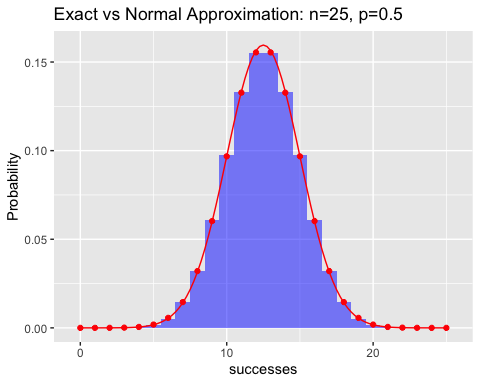 Exact vs Normal Approximation: n=25, p=0.5
Probability
0.15
0.10
0.05
0.00
0 10 20
successes